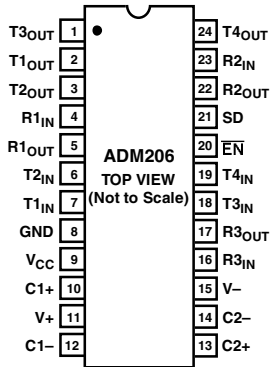 T3OUT 1 24 T4OUT
T1OUT 2 23 R2IN
T2OUT 3 22 R2OUT
R1IN 4 21 SD
R1OUT 5 20 E̅N̅
ADM206
T2IN 6 19 T4IN
TOP VIEW
(Not to Scale)
T1IN 7 18 T3IN
GND 8 17 R3OUT
VCC 9 16 R3IN
C1+ 10 15 V–
V+ 11 14 C2–
C1– 12 13 C2+